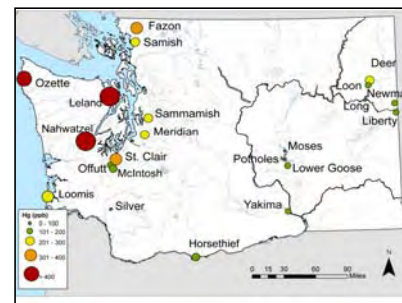 Fazon
Samish
Deer
Ozette
Loon
Leland
Newma
Long
Sammamish
Liberty
Nahwatzel
Meridian
Moses
St. Clair
Potholes
Offutt
Lower Goose
McIntosh
Loomis
Silver
Yakima
Hg (ppb)
0 - 100
101 - 200
201 - 300
301 - 400
>400
Horsethief
N
0 15 30 60 90
Miles